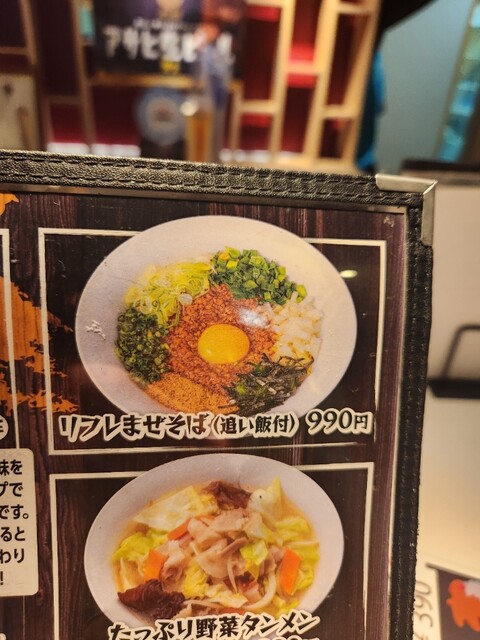 アサヒ生ビール
リフレまぜそば(追い飯付) 990円
味を
プで
です。
ると
わり
!
たっぷり野菜タンメン
390